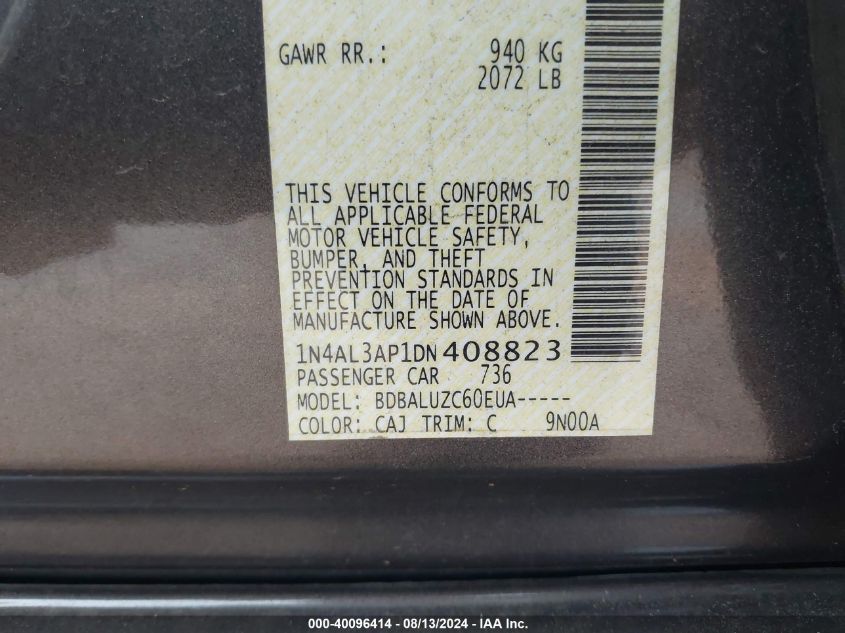 GAWR RR.: 940 KG
2072 LB
THIS VEHICLE CONFORMS TO
ALL APPLICABLE FEDERAL
MOTOR VEHICLE SAFETY,
BUMPER, AND THEFT
PREVENTION STANDARDS IN
EFFECT ON THE DATE OF
MANUFACTURE SHOWN ABOVE.
1N4AL3AP1DN408823
PASSENGER CAR 736
MODEL: BDBALUZC60EUA-----
COLOR: CAJ TRIM: C 9N00A
000-40096414 - 08/13/2024 - IAA Inc.